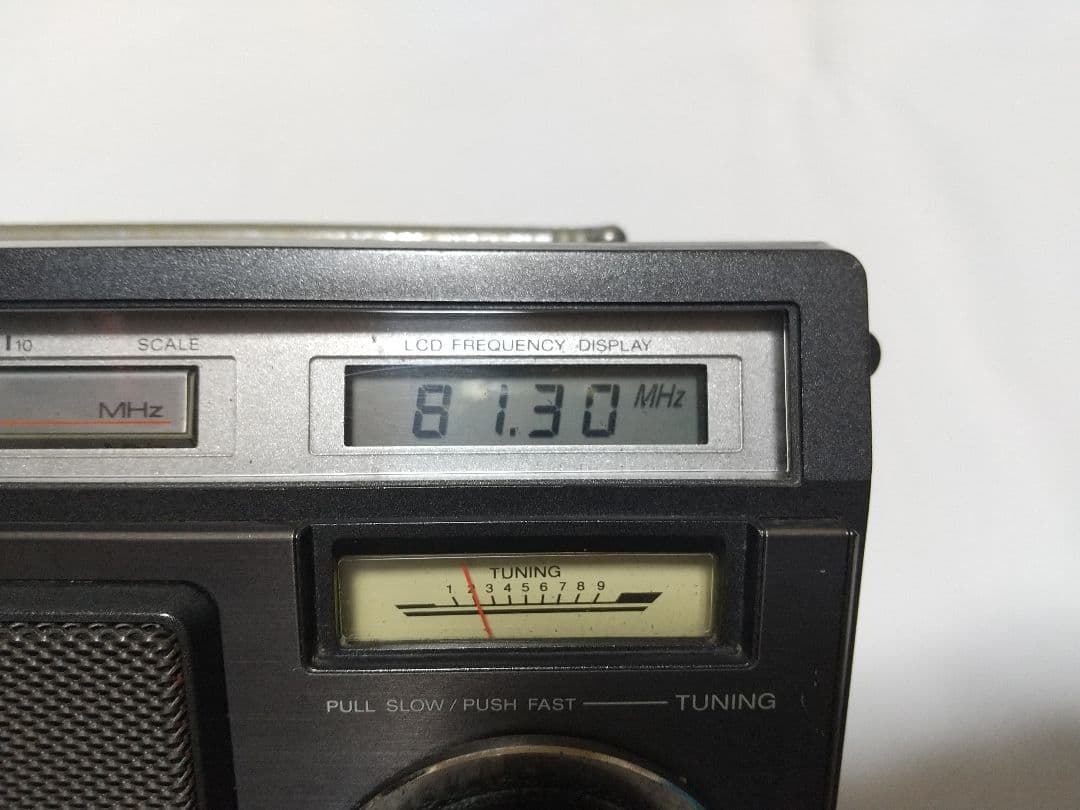 10 SCALE
MHz
LCD FREQUENCY DISPLAY
81.30 MHz
TUNING
1 2 3 4 5 6 7 8 9
PULL SLOW / PUSH FAST TUNING